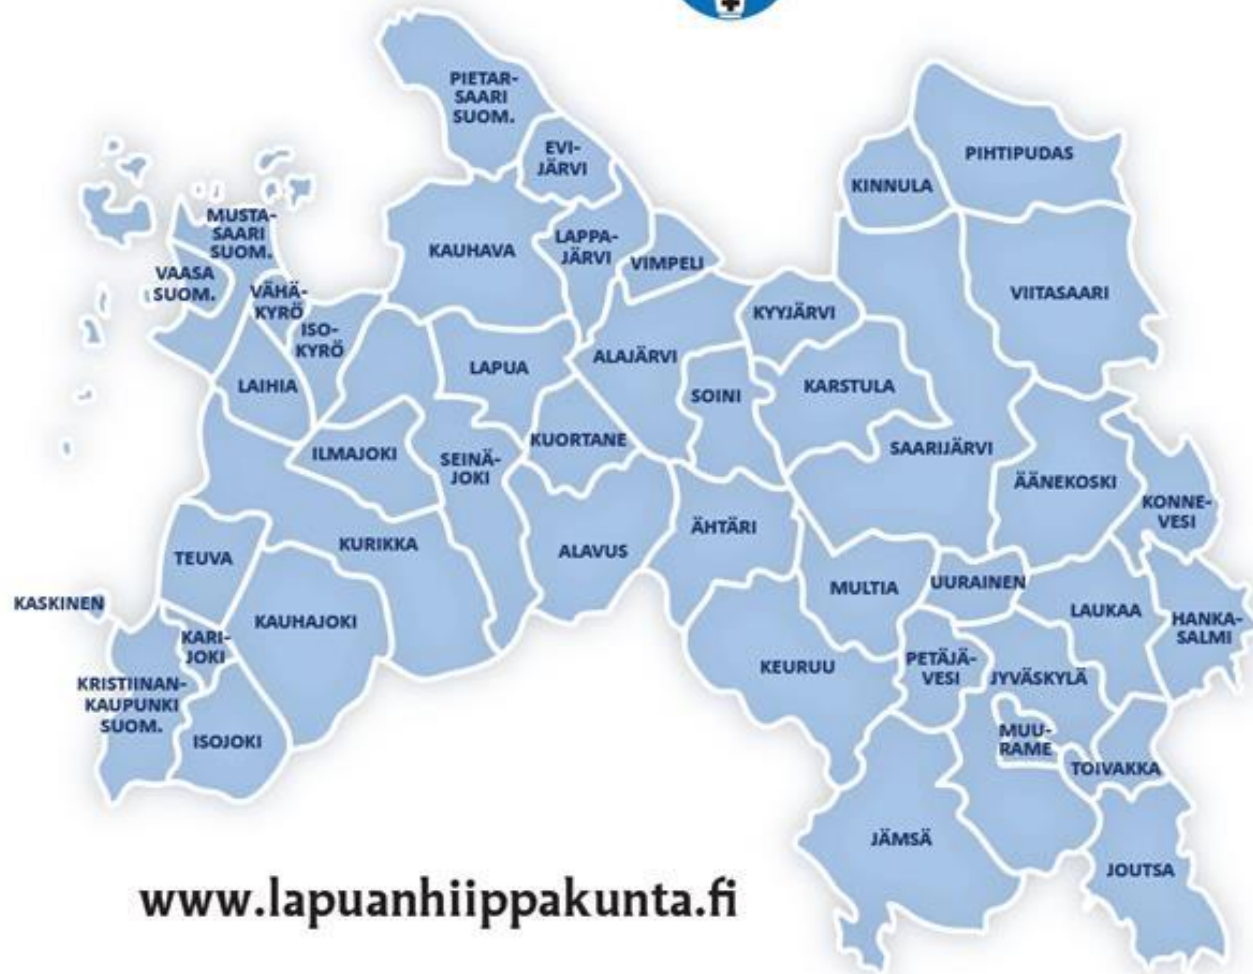 PIETAR-
SAARI
SUOM.
EVI-
JÄRVI
PIHTIPUDAS
KINNULA
MUSTA-
SAARI
SUOM.
KAUHAVA
LAPPA-
JÄRVI
VIMPELI
VAASA
SUOM.
VÄHÄ-
KYRÖ
VIITASAARI
KYYJÄRVI
ISO-
KYRÖ
LAPUA
ALAJÄRVI
LAIHIA
SOINI
KARSTULA
KUORTANE
ILMAJOKI
SEINÄ-
JOKI
SAARIJÄRVI
ÄÄNEKOSKI
KONNE-
VESI
ÄHTÄRI
KURIKKA
ALAVUS
TEUVA
MULTIA
UURAINEN
KASKINEN
KAUHAJOKI
LAUKAA
HANKA-
SALMI
KARI-
JOKI
KEURUU
PETÄJÄ-
VESI
JYVÄSKYLÄ
KRISTIINAN-
KAUPUNKI
SUOM.
ISOJOKI
MUU-
RAME
TOIVAKKA
JÄMSÄ
JOUTSA
www.lapuanhiippakunta.fi